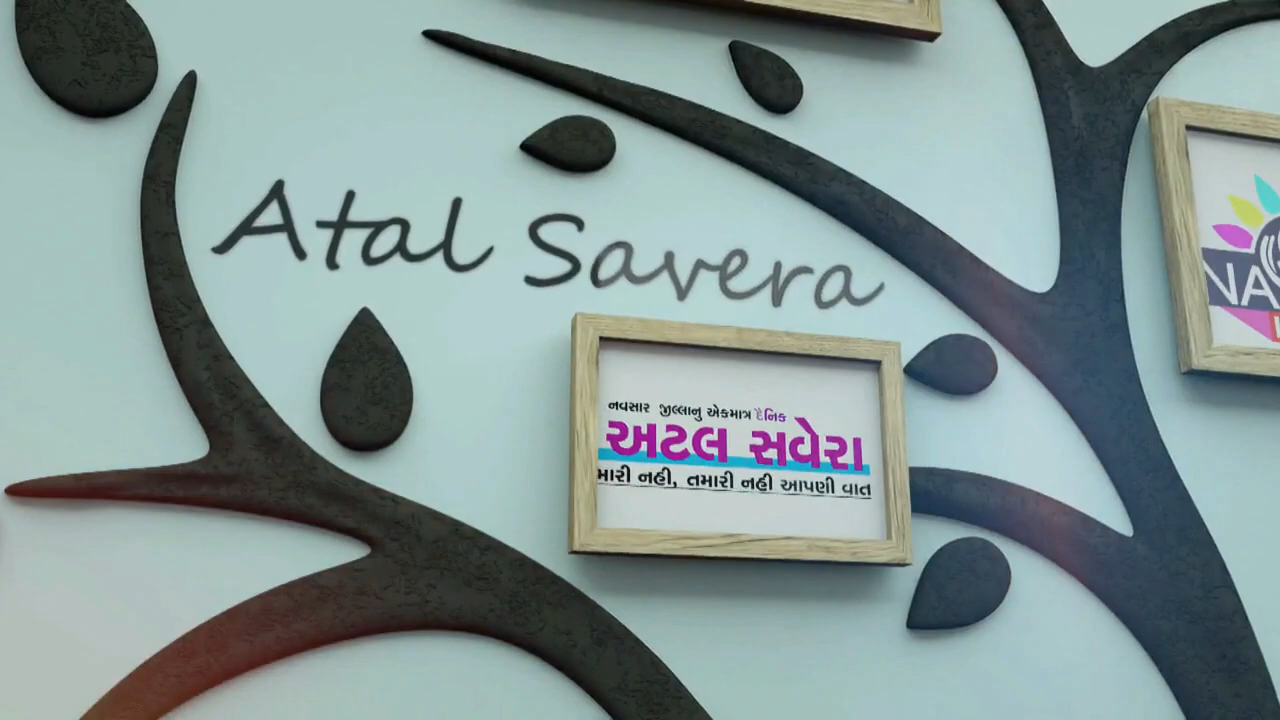 Atal Savera
નવસાર જીલ્લાનુ એકમાત્ર દૈનિક
અટલ સવેરા
મારી નહી, તમારી નહી આપણી વાત